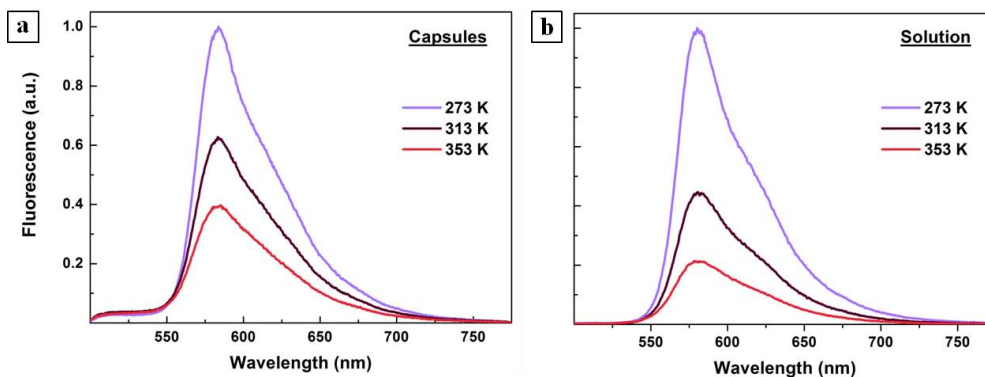 a
Capsules
273 K
313 K
353 K
1.0
0.8
0.6
0.4
0.2
Fluorescence (a.u.)
550
600
650
700
750
Wavelength (nm)
b
Solution
273 K
313 K
353 K
550
600
650
700
750
Wavelength (nm)